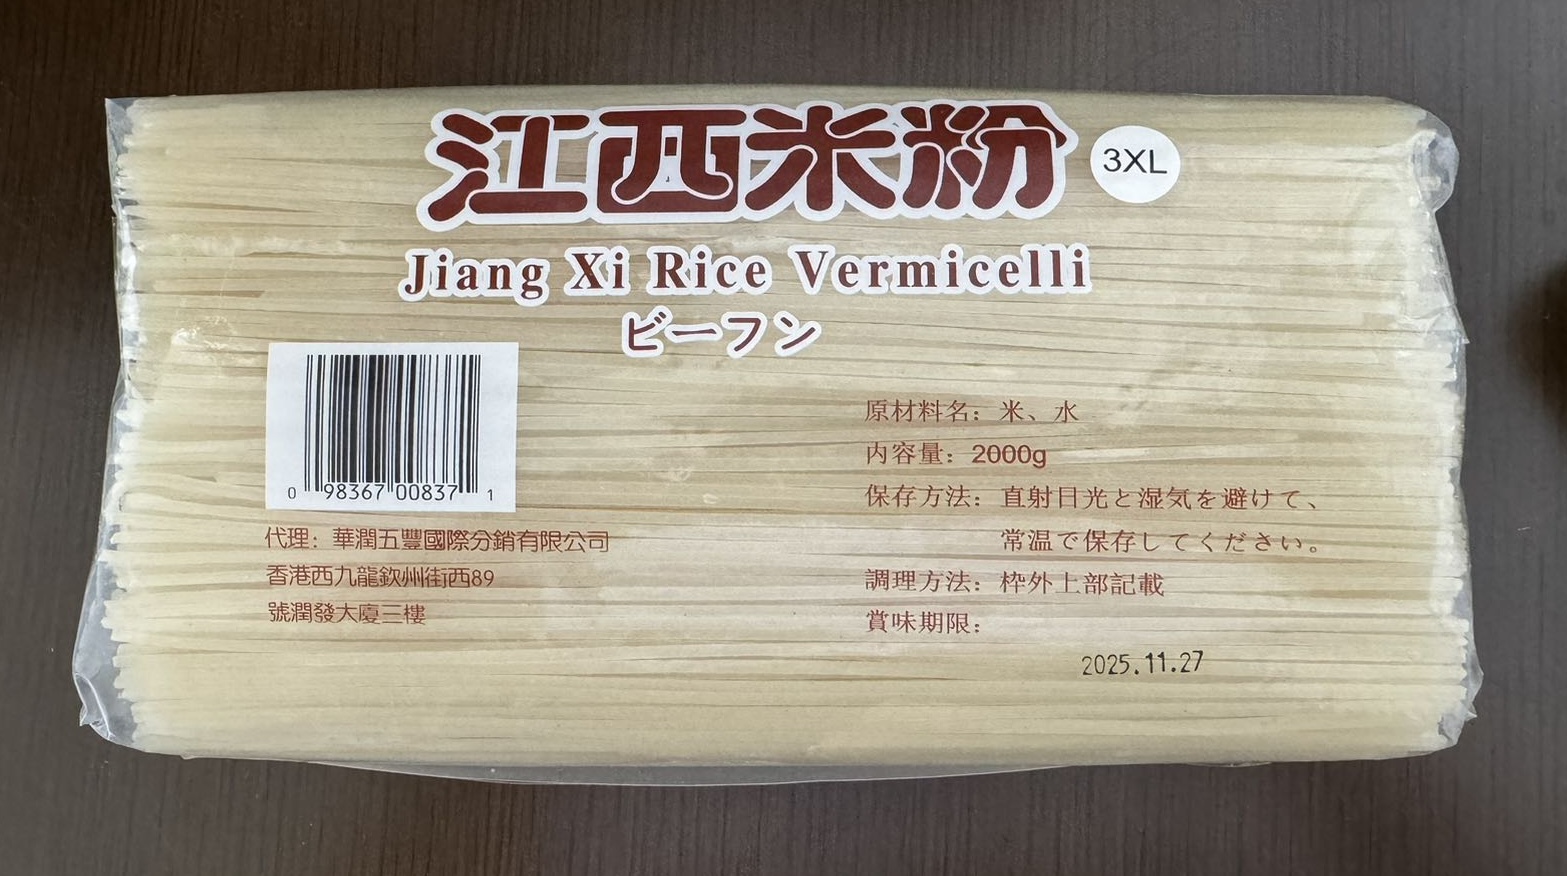 江西米粉
3XL
Jiang Xi Rice Vermicelli
ビーフン
0 98367 00837 1
代理：華潤五豐國際分銷有限公司
香港西九龍欽州街西89
號潤發大廈三樓
原材料名：米、水
内容量：2000g
保存方法：直射日光と湿気を避けて、
常温で保存してください。
調理方法：枠外上部記載
賞味期限：
2025.11.27